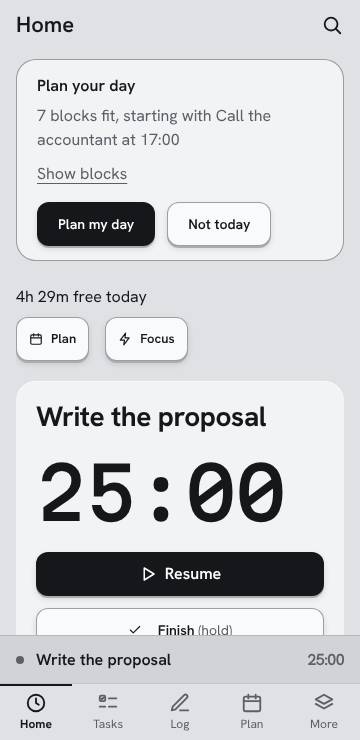 Home
Plan your day
7 blocks fit, starting with Call the
accountant at 17:00
Show blocks
Plan my day
Not today
4h 29m free today
Plan
Focus
Write the proposal
25:00
Resume
Finish (hold)
Write the proposal
25:00
Home
Tasks
Log
Plan
More